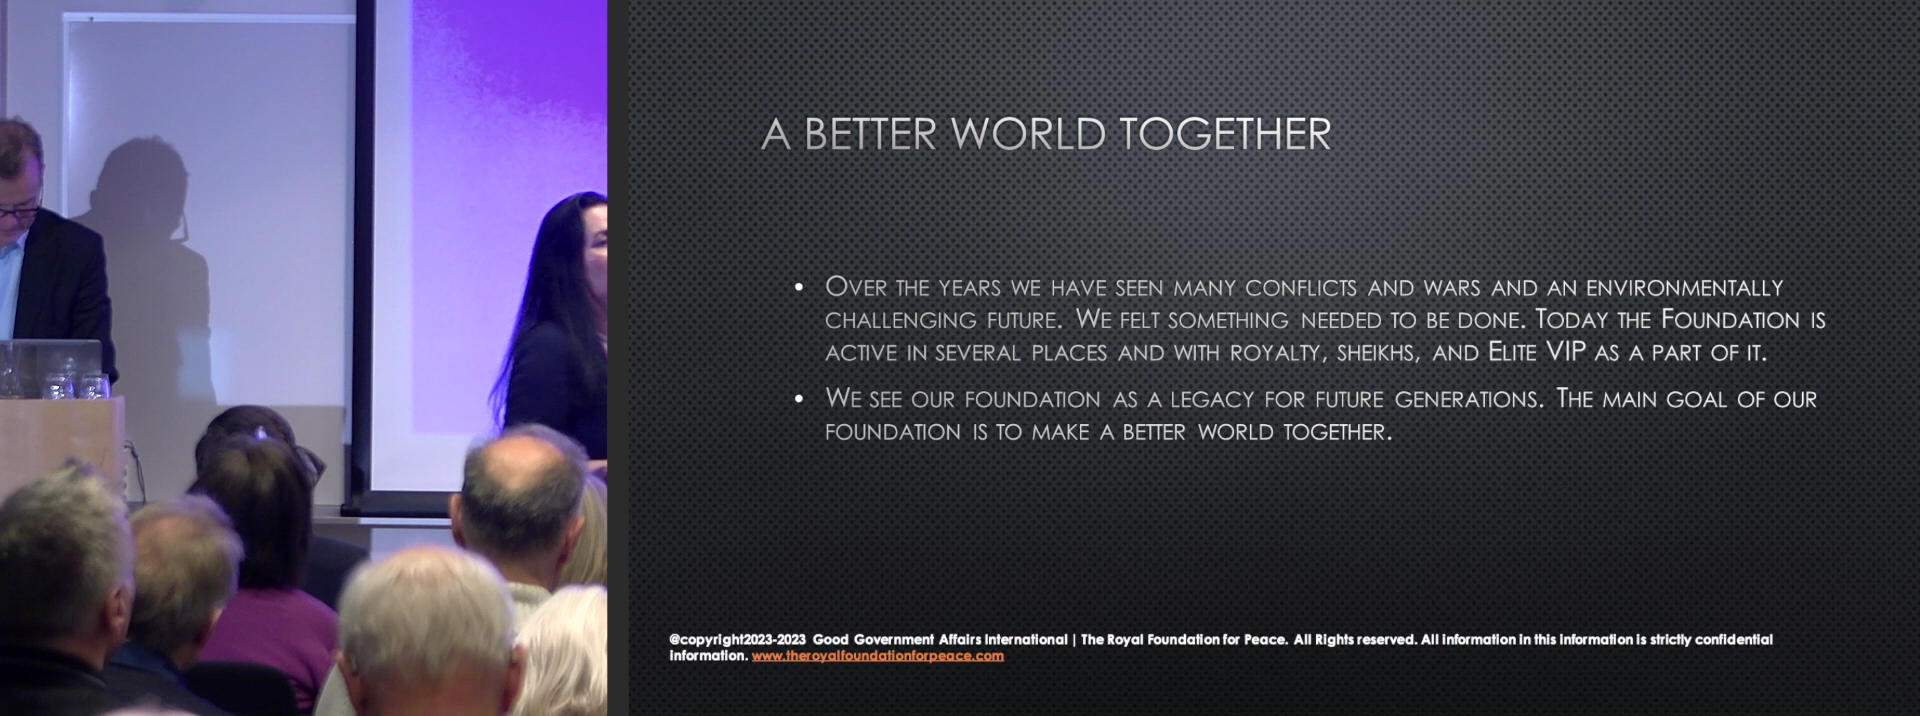 A BETTER WORLD TOGETHER
• OVER THE YEARS WE HAVE SEEN MANY CONFLICTS AND WARS AND AN ENVIRONMENTALLY
CHALLENGING FUTURE. WE FELT SOMETHING NEEDED TO BE DONE. TODAY THE FOUNDATION IS
ACTIVE IN SEVERAL PLACES AND WITH ROYALTY, SHEIKHS, AND ELITE VIP AS A PART OF IT.
• WE SEE OUR FOUNDATION AS A LEGACY FOR FUTURE GENERATIONS. THE MAIN GOAL OF OUR
FOUNDATION IS TO MAKE A BETTER WORLD TOGETHER.
@copyright2023-2023 Good Government Affairs International | The Royal Foundation for Peace. All Rights reserved. All information in this information is strictly confidential
information. www.theroyalfoundationforpeace.com